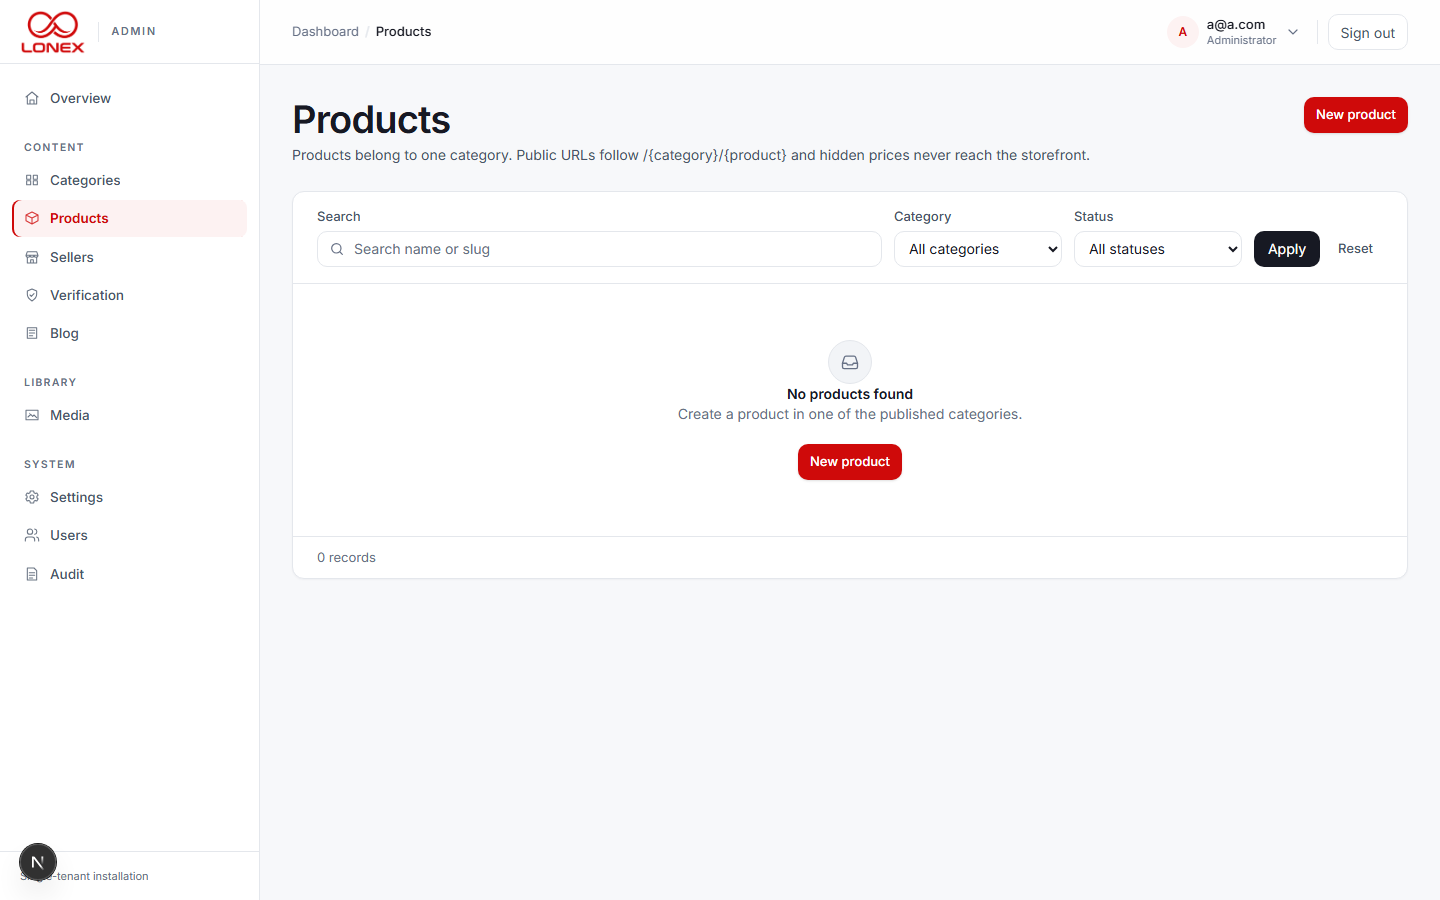 LONEX
ADMIN
Dashboard / Products
A
a@a.com
Administrator
Sign out
Overview
CONTENT
Categories
Products
Sellers
Verification
Blog
LIBRARY
Media
SYSTEM
Settings
Users
Audit
N
-tenant installation
Products
New product
Products belong to one category. Public URLs follow /{category}/{product} and hidden prices never reach the storefront.
Search
Category
Status
Search name or slug
All categories
All statuses
Apply
Reset
No products found
Create a product in one of the published categories.
New product
0 records